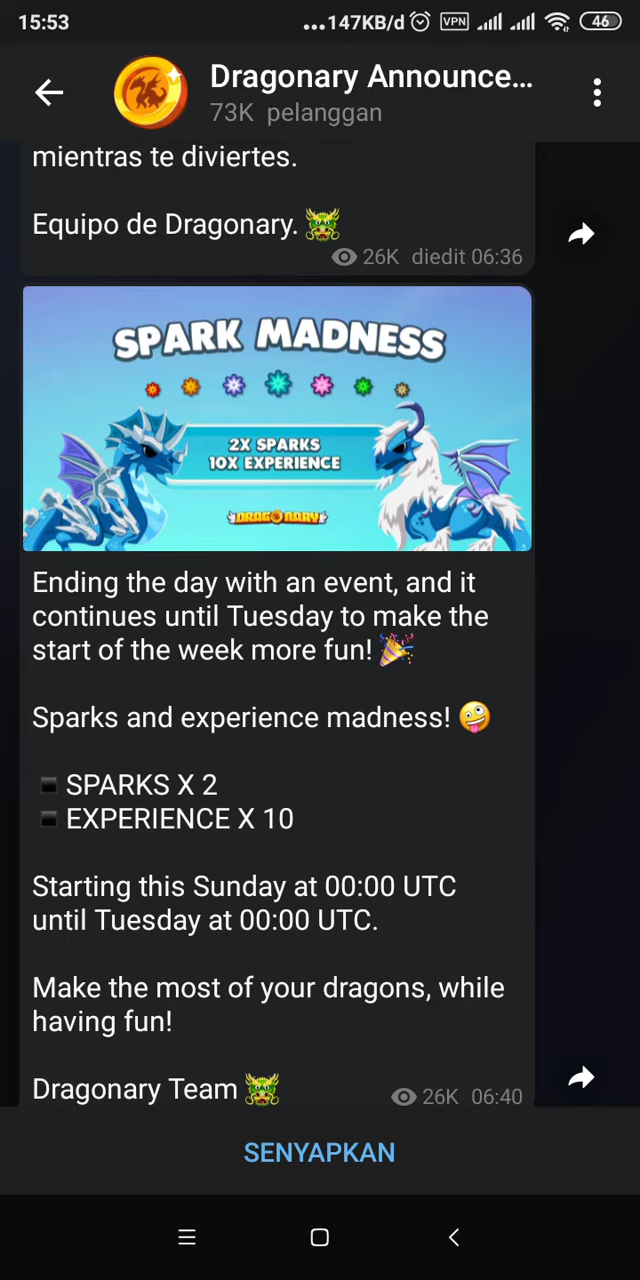 15:53
...147KB/d VPN 46
Dragonary Announce...
73K pelanggan
mientras te diviertes.
Equipo de Dragonary. 🐲
26K diedit 06:36
SPARK MADNESS
2X SPARKS
10X EXPERIENCE
DRAGONARY
Ending the day with an event, and it
continues until Tuesday to make the
start of the week more fun! 🎉
Sparks and experience madness! 🤪
▪️SPARKS X 2
▪️EXPERIENCE X 10
Starting this Sunday at 00:00 UTC
until Tuesday at 00:00 UTC.
Make the most of your dragons, while
having fun!
Dragonary Team 🐲
26K 06:40
SENYAPKAN